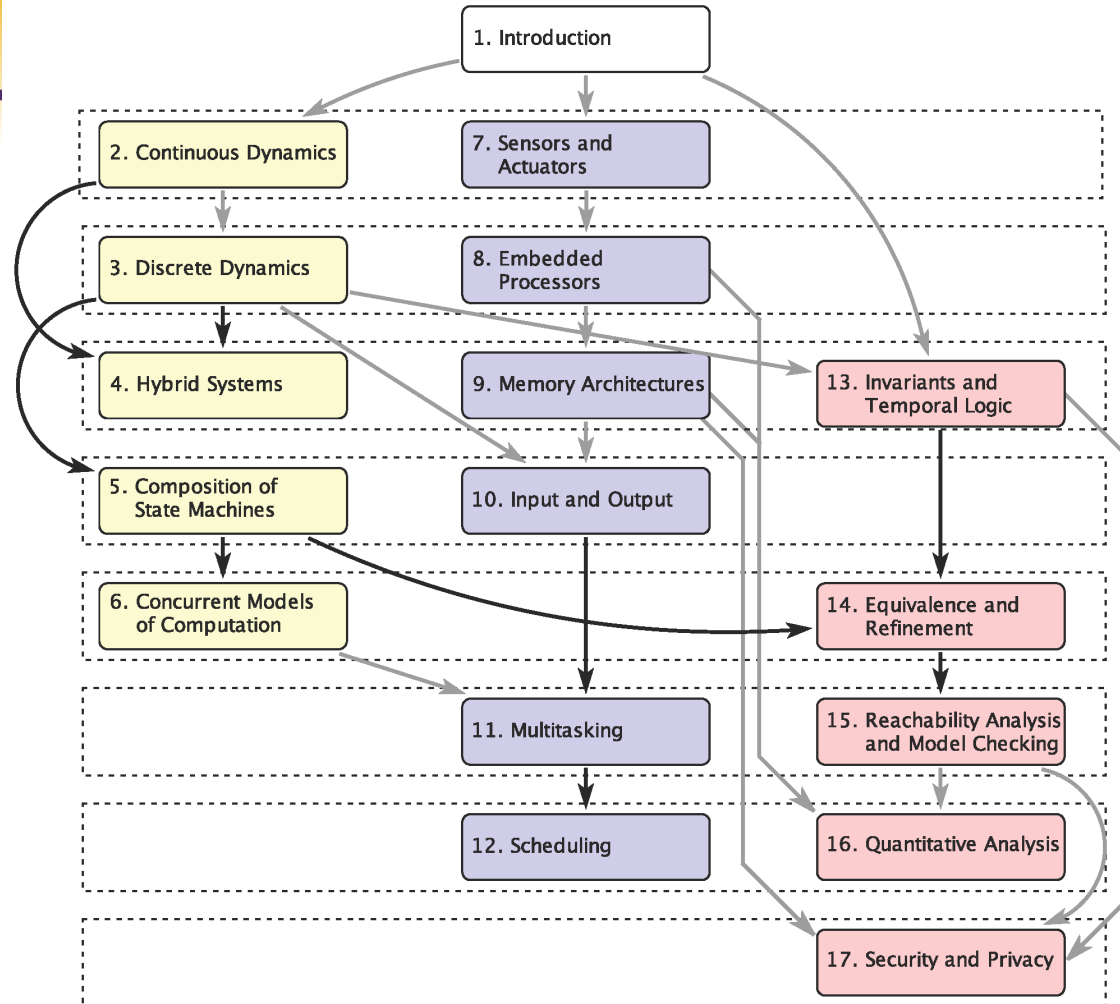 1. Introduction
2. Continuous Dynamics
7. Sensors and
Actuators
3. Discrete Dynamics
8. Embedded
Processors
4. Hybrid Systems
9. Memory Architectures
13. Invariants and
Temporal Logic
5. Composition of
State Machines
10. Input and Output
6. Concurrent Models
of Computation
14. Equivalence and
Refinement
11. Multitasking
15. Reachability Analysis
and Model Checking
12. Scheduling
16. Quantitative Analysis
17. Security and Privacy